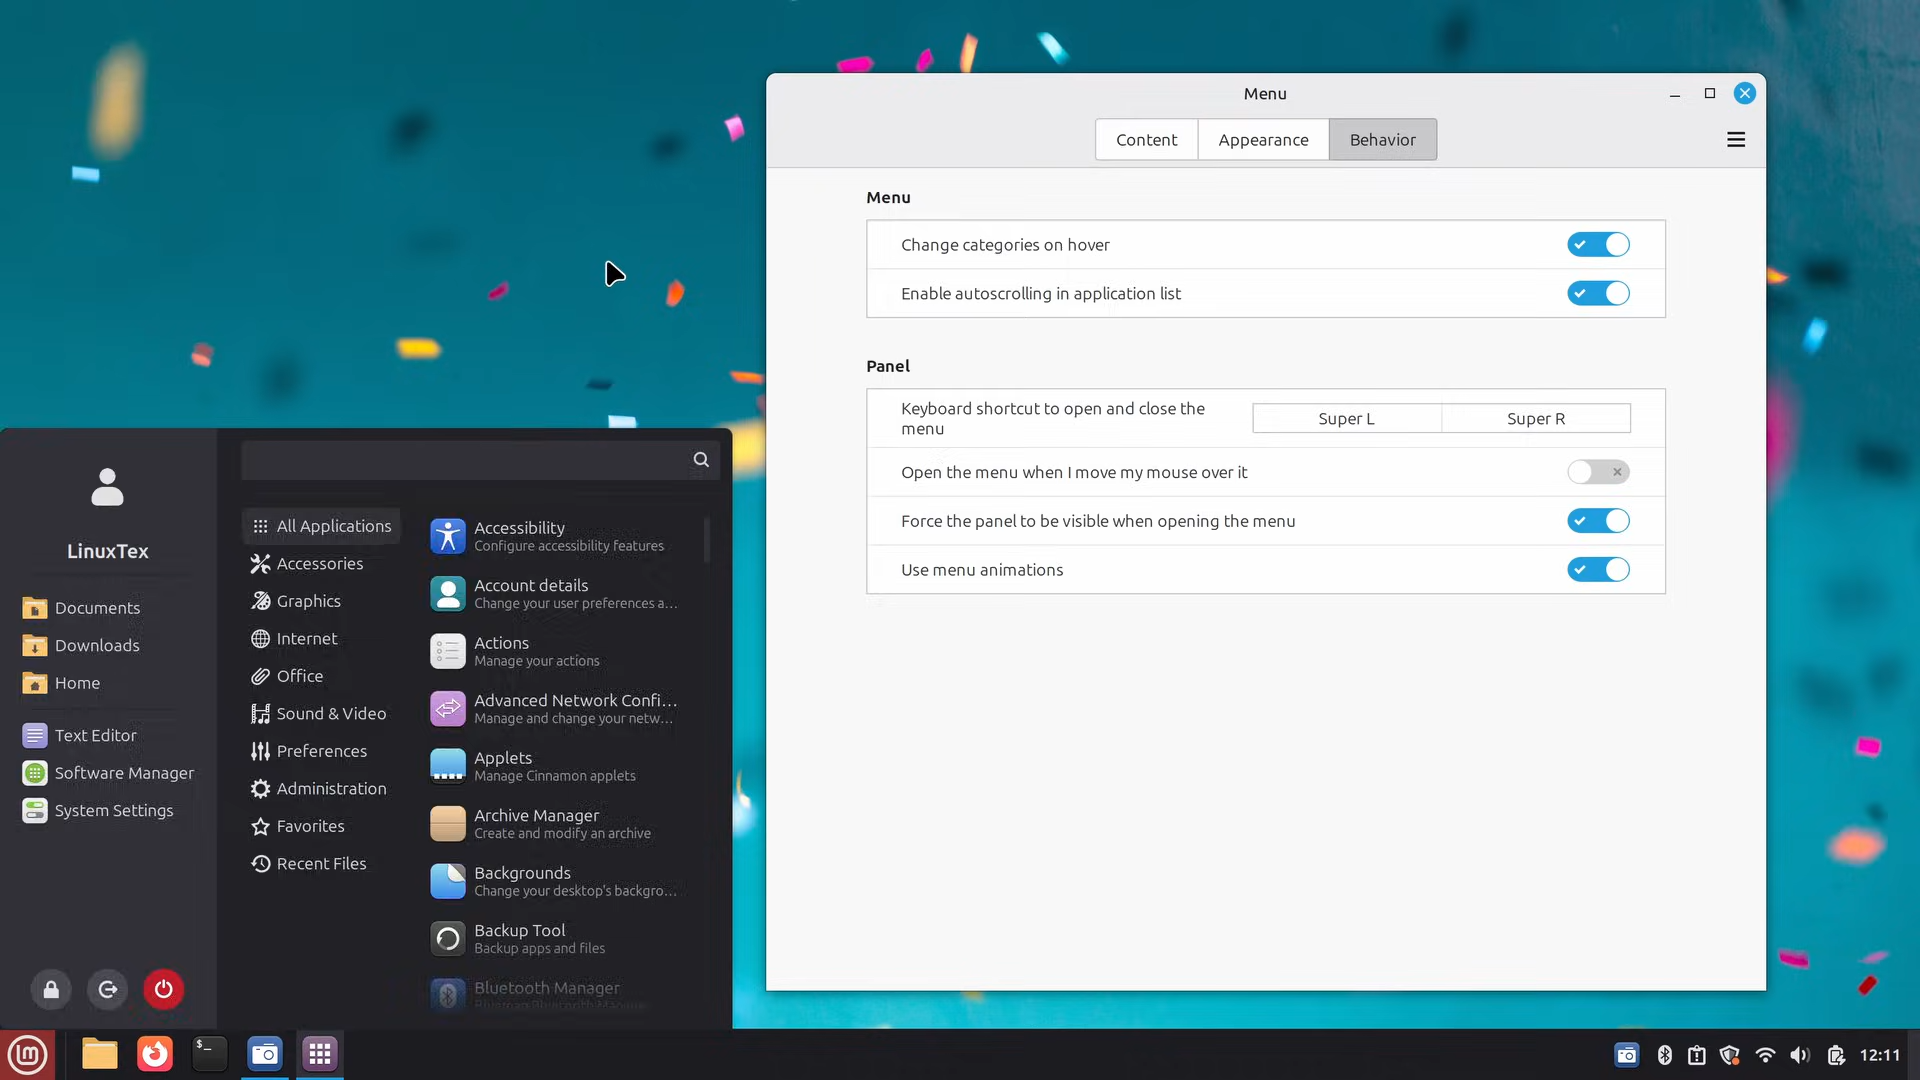 Menu
Content
Appearance
Behavior
Menu
Change categories on hover
Enable autoscrolling in application list
Panel
Keyboard shortcut to open and close the
menu
Super L
Super R
Open the menu when I move my mouse over it
Force the panel to be visible when opening the menu
Use menu animations
LinuxTex
Documents
Downloads
Home
Text Editor
Software Manager
System Settings
All Applications
Accessories
Graphics
Internet
Office
Sound & Video
Preferences
Administration
Favorites
Recent Files
Accessibility
Configure accessibility features
Account details
Change your user preferences a...
Actions
Manage your actions
Advanced Network Confi...
Manage and change your netw...
Applets
Manage Cinnamon applets
Archive Manager
Create and modify an archive
Backgrounds
Change your desktop's backgro...
Backup Tool
Backup apps and files
Bluetooth Manager
$_
12:11